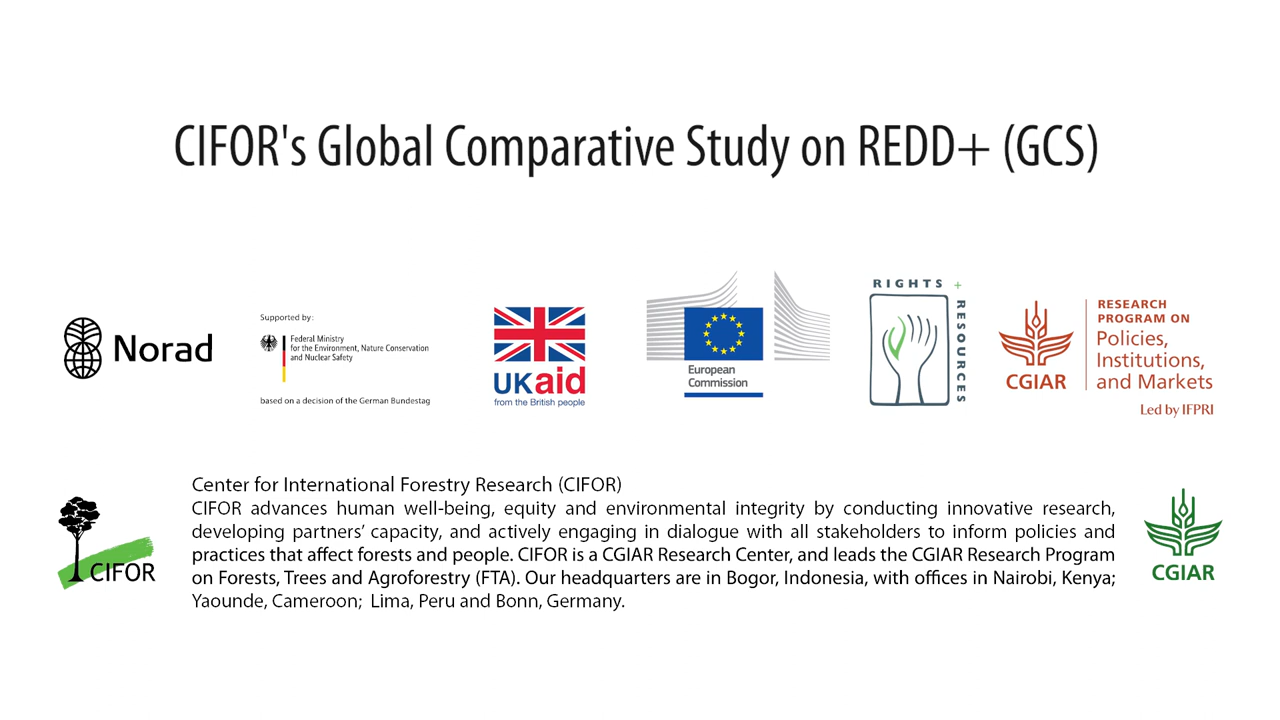 CIFOR's Global Comparative Study on REDD+ (GCS)
Norad
Supported by:
Federal Ministry
for the Environment, Nature Conservation
and Nuclear Safety
based on a decision of the German Bundestag
UKaid
from the British people
European
Commission
RIGHTS +
RESOURCES
CGIAR
RESEARCH
PROGRAM ON
Policies,
Institutions,
and Markets
Led by IFPRI
CIFOR
Center for International Forestry Research (CIFOR)
CIFOR advances human well-being, equity and environmental integrity by conducting innovative research,
developing partners’ capacity, and actively engaging in dialogue with all stakeholders to inform policies and
practices that affect forests and people. CIFOR is a CGIAR Research Center, and leads the CGIAR Research Program
on Forests, Trees and Agroforestry (FTA). Our headquarters are in Bogor, Indonesia, with offices in Nairobi, Kenya;
Yaounde, Cameroon; Lima, Peru and Bonn, Germany.
CGIAR